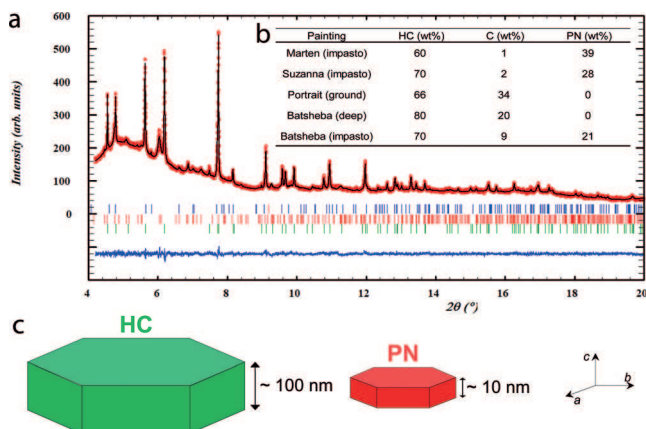 a
b
Painting HC (wt%) C (wt%) PN (wt%)
Marten (impasto) 60 1 39
Suzanna (impasto) 70 2 28
Portrait (ground) 66 34 0
Batsheba (deep) 80 20 0
Batsheba (impasto) 70 9 21
Intensity (arb. units)
600
500
400
300
200
100
0
4 6 8 10 12 14 16 18 20
2θ (°)
c
HC
~ 100 nm
PN
~ 10 nm
c
b
a